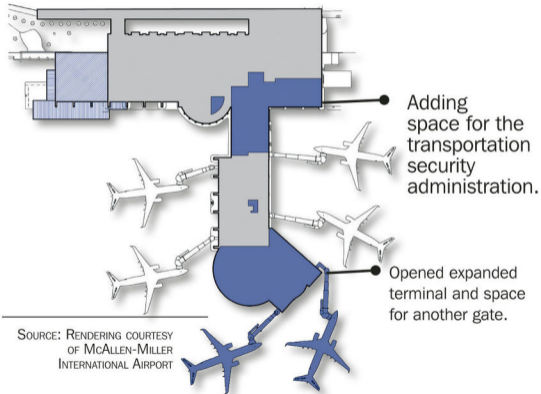 Adding
space for the
transportation
security
administration.
Opened expanded
terminal and space
for another gate.
SOURCE: RENDERING COURTESY
OF MCALLEN-MILLER
INTERNATIONAL AIRPORT